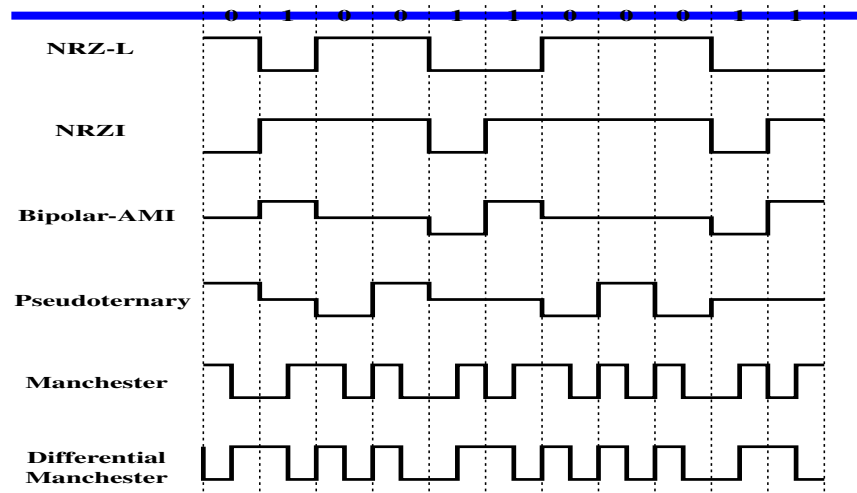 0 1 0 0 1 1 0 0 0 1 1
NRZ-L
NRZI
Bipolar-AMI
Pseudoternary
Manchester
Differential
Manchester